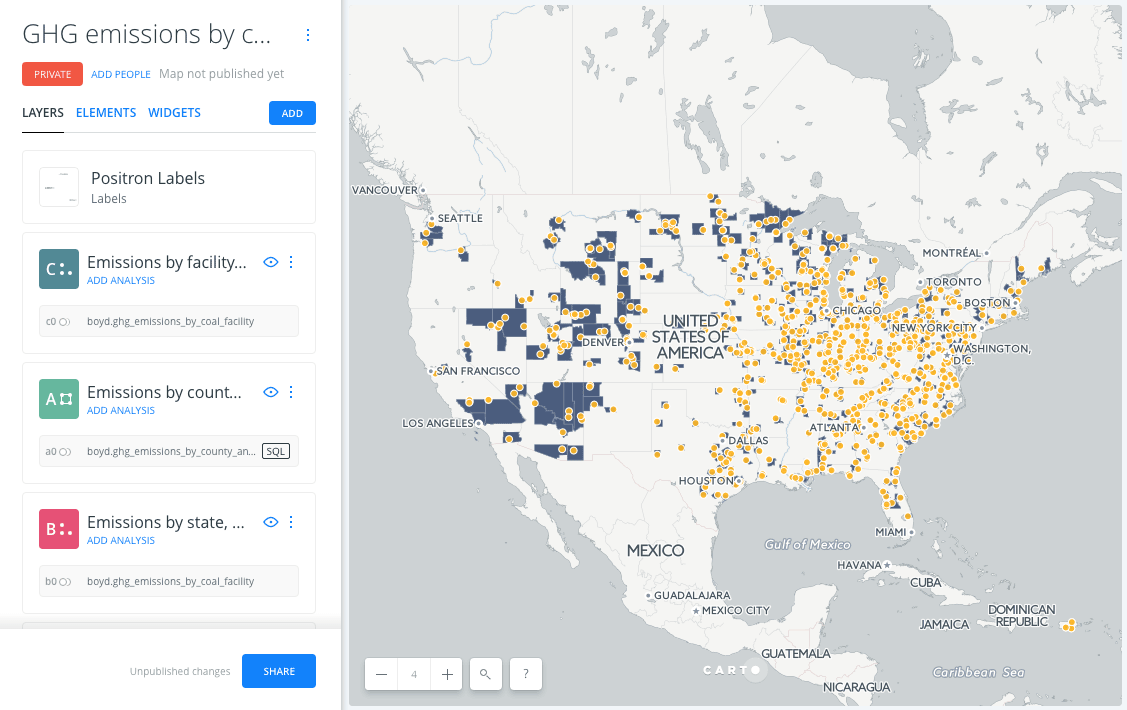 GHG emissions by c...
PRIVATE
ADD PEOPLE
Map not published yet
LAYERS
ELEMENTS
WIDGETS
ADD
Positron Labels
Labels
C
Emissions by facility...
ADD ANALYSIS
c0
boyd.ghg_emissions_by_coal_facility
A
Emissions by count...
ADD ANALYSIS
a0
boyd.ghg_emissions_by_county_an...
SQL
B
Emissions by state, ...
ADD ANALYSIS
b0
boyd.ghg_emissions_by_coal_facility
Unpublished changes
SHARE
VANCOUVER
SEATTLE
MONTRÉAL
TORONTO
BOSTON
CHICAGO
NEW YORK CITY
UNITED
STATES OF
AMERICA
DENVER
WASHINGTON,
D.C.
SAN FRANCISCO
LOS ANGELES
ATLANTA
DALLAS
HOUSTON
MIAMI
MEXICO
Gulf of Mexico
HAVANA
CUBA
GUADALAJARA
MEXICO CITY
DOMINICAN
REPUBLIC
JAMAICA
GUATEMALA
Caribbean Sea
NICARAGUA
4
?
CARTO